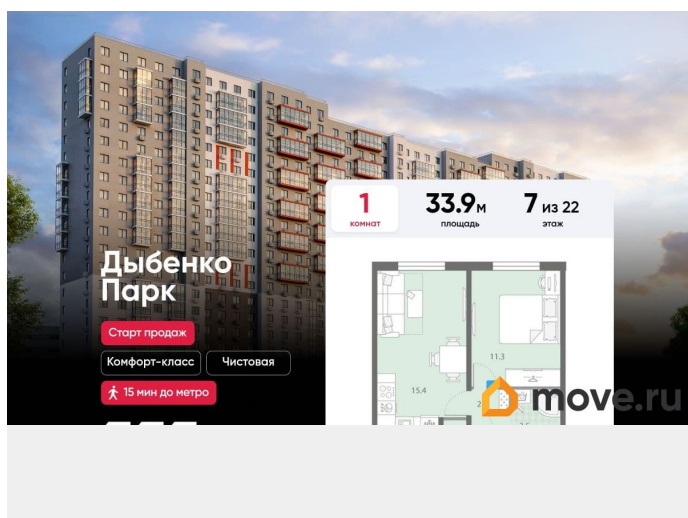 1
комнат
33.9 м
площадь
7 из 22
этаж
Дыбенко
Парк
Старт продаж
Комфорт-класс
Чистовая
15 мин до метро
11.3
15.4
move.ru